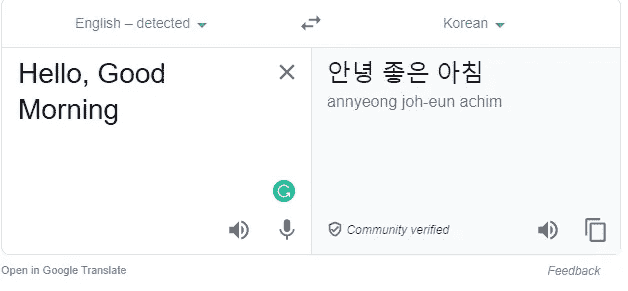 English – detected
Korean
Hello, Good
Morning
안녕 좋은 아침
annyeong joh-eun achim
Community verified
Open in Google Translate
Feedback